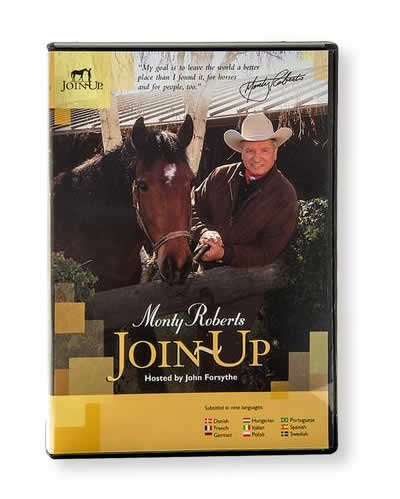 JOIN-UP®
"My goal is to leave the world a better
place than I found it, for horses
and for people, too."
Monty Roberts
Monty Roberts
JOIN-UP®
Hosted by John Forsythe
Subtitled in nine languages:
Danish Hungarian Portuguese
French Italian Spanish
German Polish Swedish